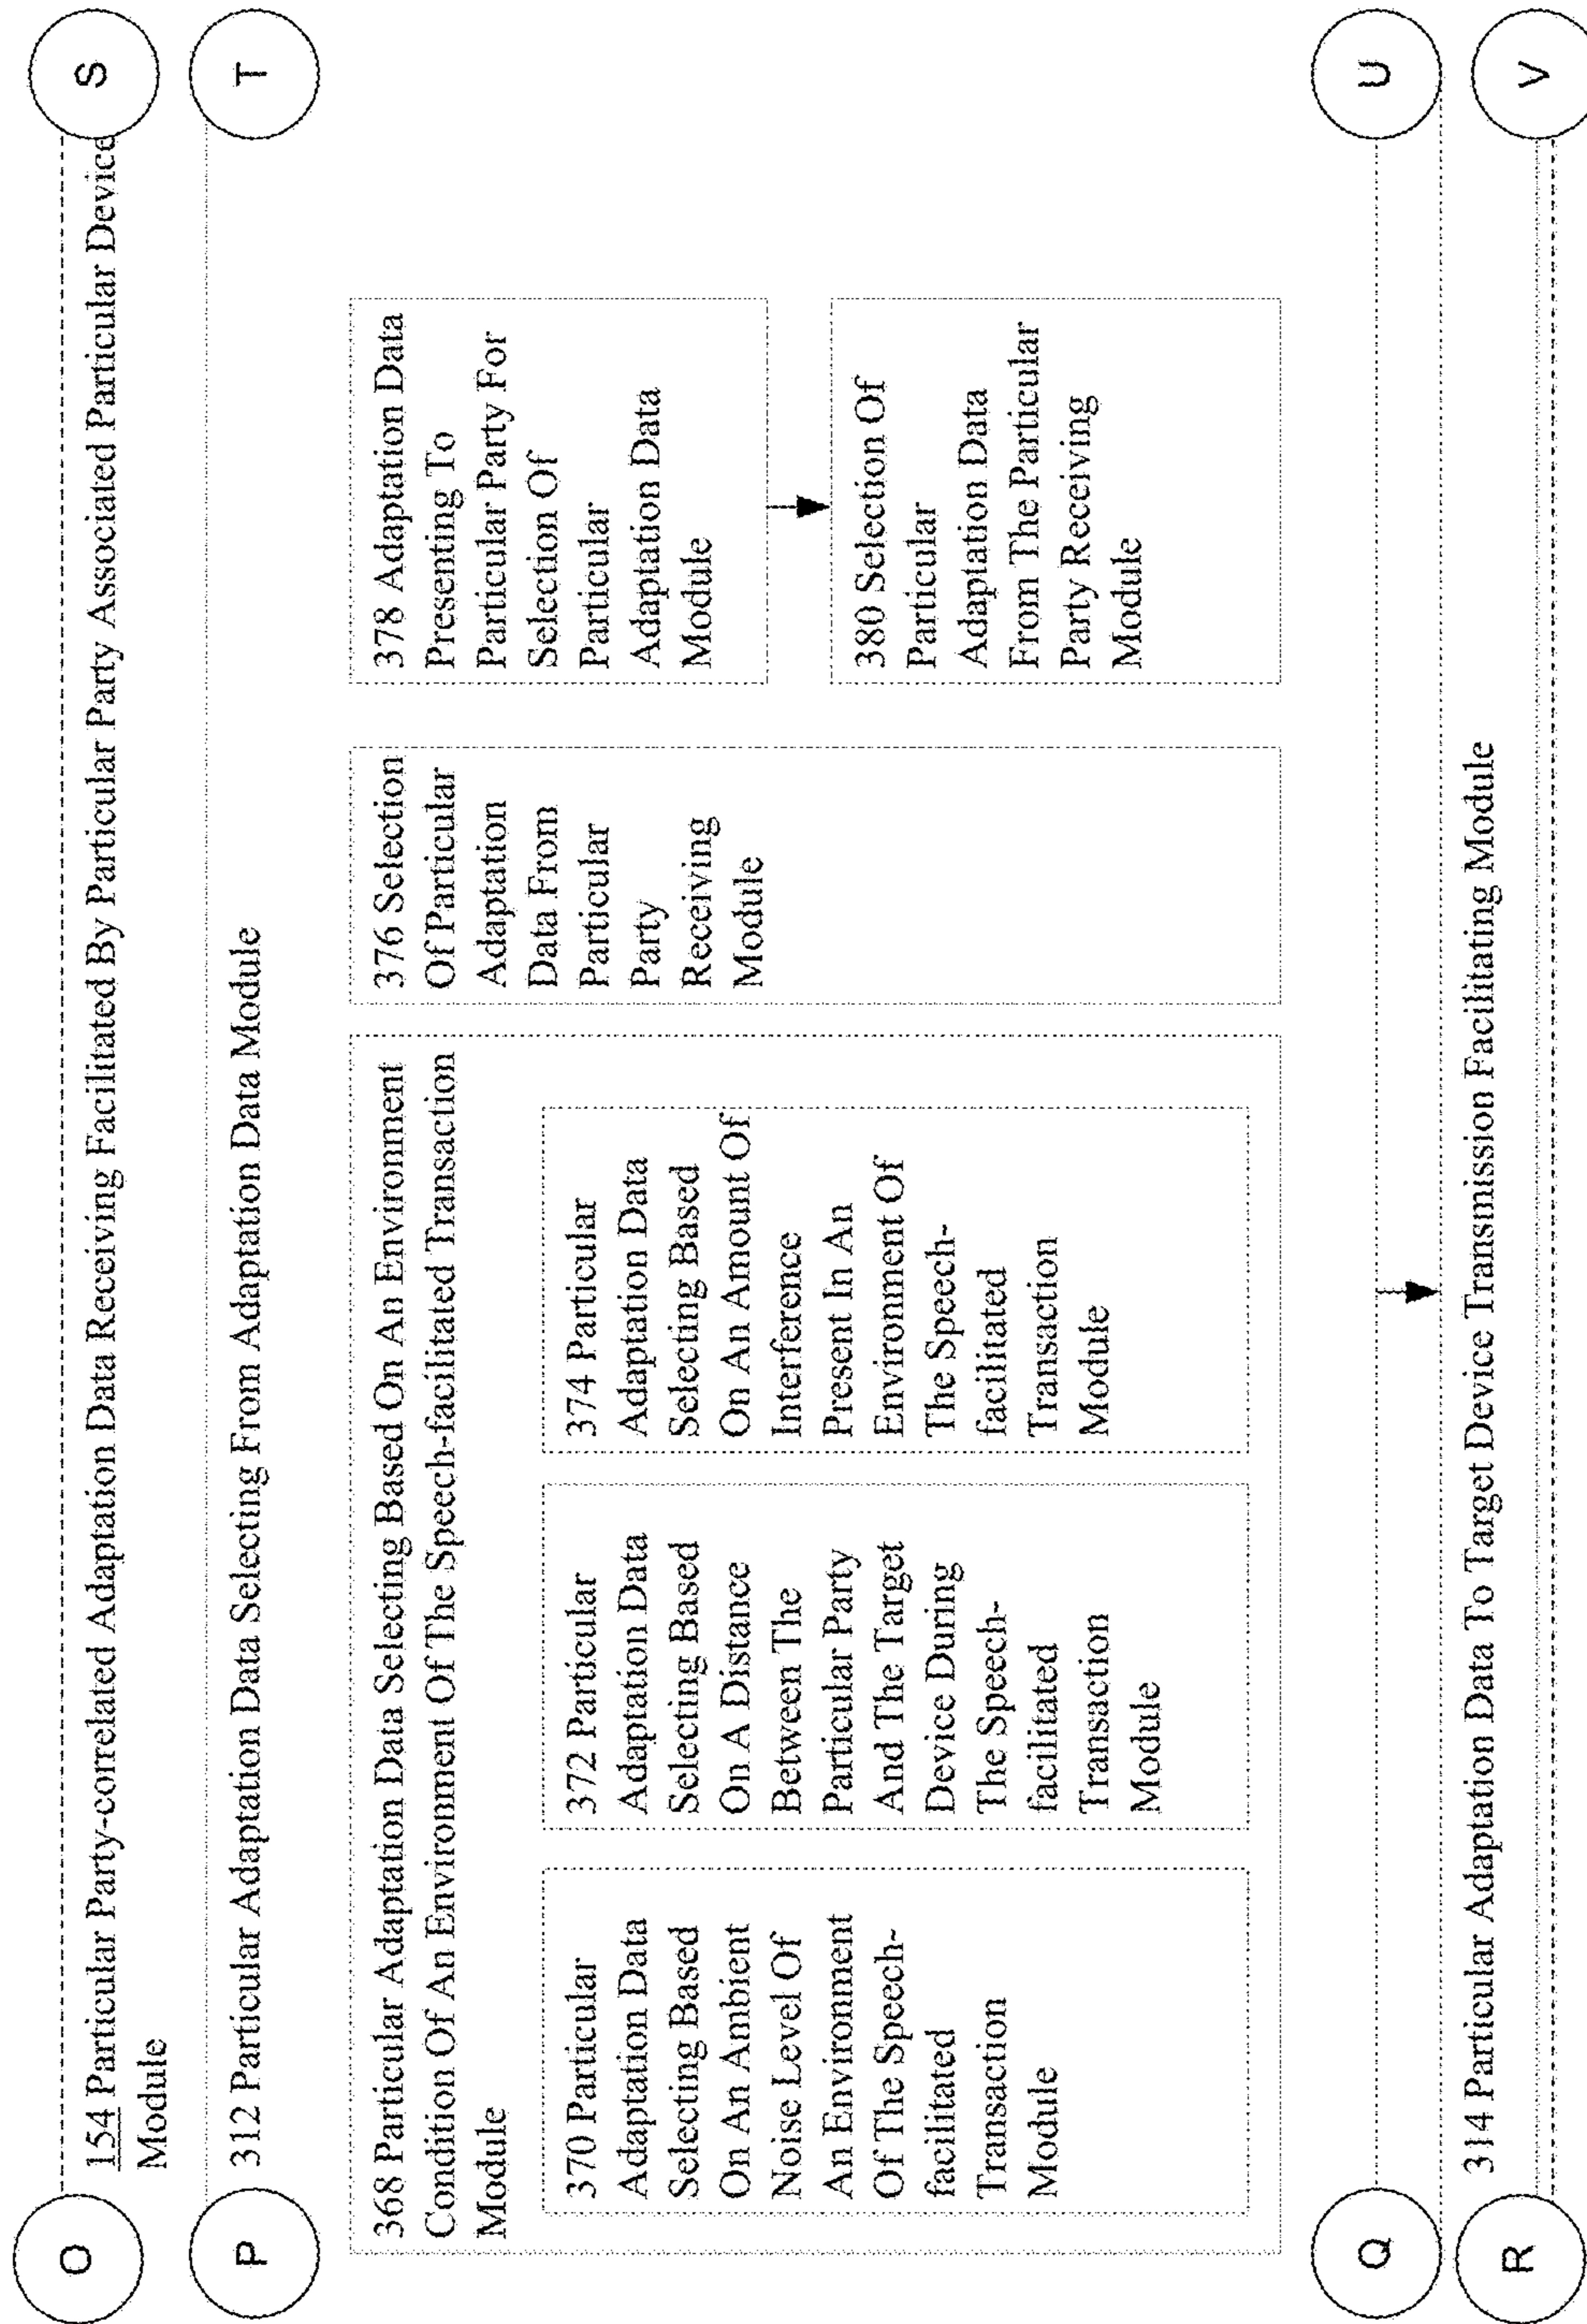 O
S
154 Particular Party-correlated Adaptation Data Receiving Facilitated By Particular Party Associated Particular Device
Module
P
T
312 Particular Adaptation Data Selecting From Adaptation Data Module
368 Particular Adaptation Data Selecting Based On An Environment
Condition Of An Environment Of The Speech-facilitated Transaction
Module
370 Particular
Adaptation Data
Selecting Based
On An Ambient
Noise Level Of
An Environment
Of The Speech-
facilitated
Transaction
Module
372 Particular
Adaptation Data
Selecting Based
On A Distance
Between The
Particular Party
And The Target
Device During
The Speech-
facilitated
Transaction
Module
374 Particular
Adaptation Data
Selecting Based
On An Amount Of
Interference
Present In An
Environment Of
The Speech-
facilitated
Transaction
Module
376 Selection
Of Particular
Adaptation
Data From
Particular
Party
Receiving
Module
378 Adaptation Data
Presenting To
Particular Party For
Selection Of
Particular
Adaptation Data
Module
380 Selection Of
Particular
Adaptation Data
From The Particular
Party Receiving
Module
Q
U
314 Particular Adaptation Data To Target Device Transmission Facilitating Module
R
V